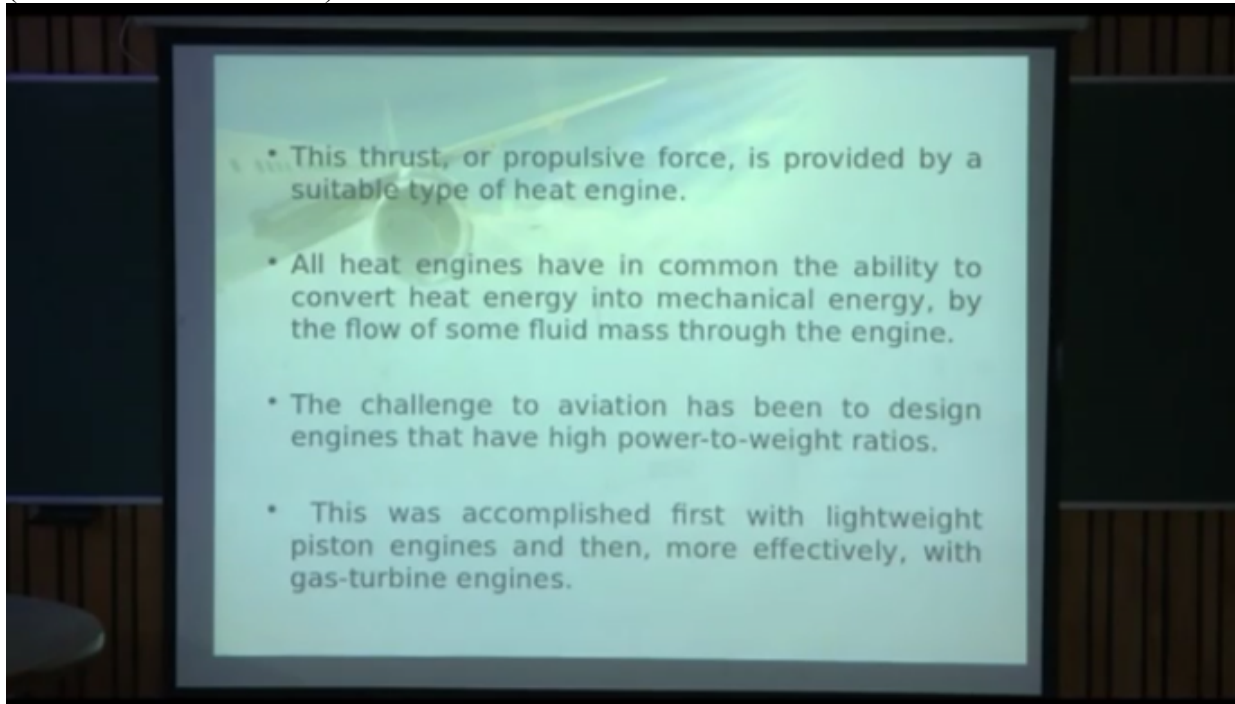 • This thrust, or propulsive force, is provided by a
suitable type of heat engine.
• All heat engines have in common the ability to
convert heat energy into mechanical energy, by
the flow of some fluid mass through the engine.
• The challenge to aviation has been to design
engines that have high power-to-weight ratios.
• This was accomplished first with lightweight
piston engines and then, more effectively, with
gas-turbine engines.